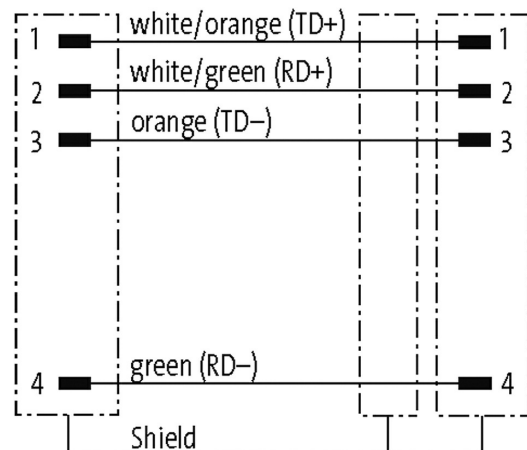 1 white/orange (TD+) 1
2 white/green (RD+) 2
3 orange (TD–) 3
4 green (RD–) 4
Shield